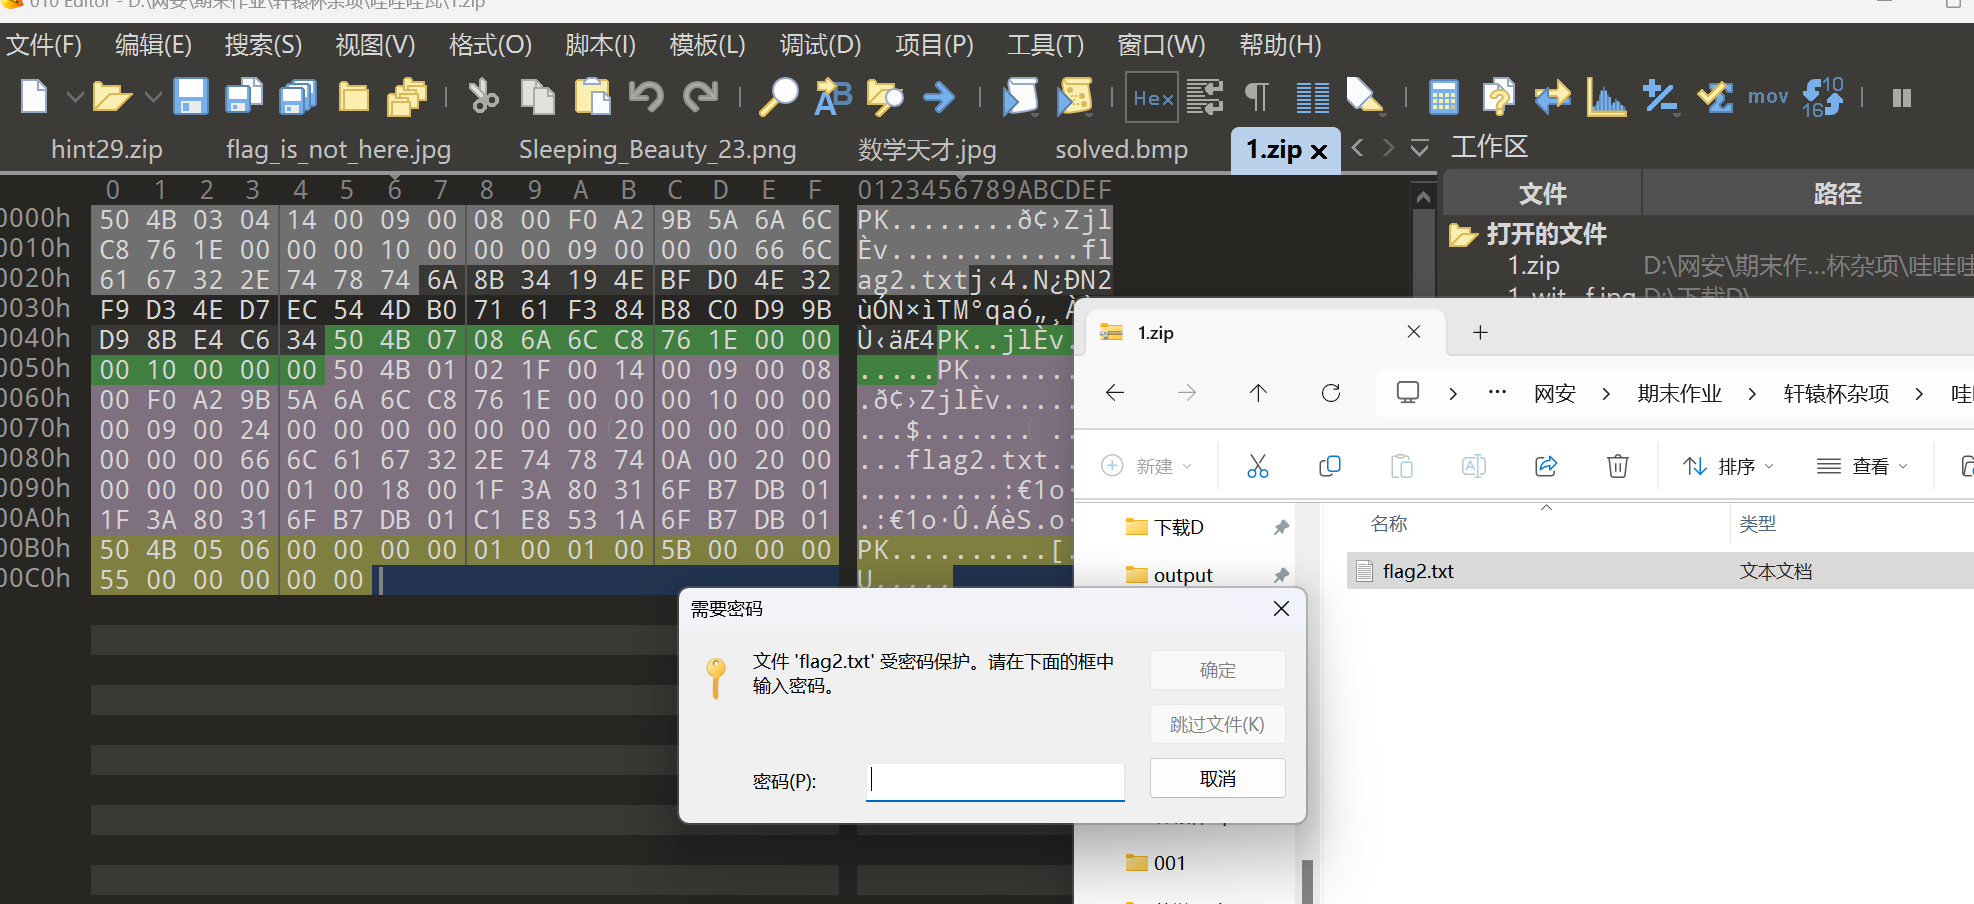 010 Editor - D:\网安\期末作业\轩辕杯杂项\哇哇哇瓦\1.zip
文件(F) 编辑(E) 搜索(S) 视图(V) 格式(O) 脚本(I) 模板(L) 调试(D) 项目(P) 工具(T) 窗口(W) 帮助(H)
Hex mov 10 16
hint29.zip flag_is_not_here.jpg Sleeping_Beauty_23.png 数学天才.jpg solved.bmp 1.zip 工作区
0 1 2 3 4 5 6 7 8 9 A B C D E F 0123456789ABCDEF
0000h 50 4B 03 04 14 00 09 00 08 00 F0 A2 9B 5A 6A 6C PK........ð¢›Zjl
0010h C8 76 1E 00 00 00 10 00 00 00 09 00 00 00 66 6C Èv............fl
0020h 61 67 32 2E 74 78 74 6A 8B 34 19 4E BF D0 4E 32 ag2.txtj‹4.N¿ÐN2
0030h F9 D3 4E D7 EC 54 4D B0 71 61 F3 84 B8 C0 D9 9B ùÓN×ìTM°qaó„¸
0040h D9 8B E4 C6 34 50 4B 07 08 6A 6C C8 76 1E 00 00 Ù‹äÆ4PK..jlÈv.
0050h 00 10 00 00 00 50 4B 01 02 1F 00 14 00 09 00 08 .....PK.......
0060h 00 F0 A2 9B 5A 6A 6C C8 76 1E 00 00 00 10 00 00 .ð¢›ZjlÈv.....
0070h 00 09 00 24 00 00 00 00 00 00 00 20 00 00 00 00 ...$....... ..
0080h 00 00 00 66 6C 61 67 32 2E 74 78 74 0A 00 20 00 ...flag2.txt..
0090h 00 00 00 00 01 00 18 00 1F 3A 80 31 6F B7 DB 01 .........:€1o·
00A0h 1F 3A 80 31 6F B7 DB 01 C1 E8 53 1A 6F B7 DB 01 .:€1o·Û.ÁèS.o·
00B0h 50 4B 05 06 00 00 00 00 01 00 01 00 5B 00 00 00 PK..........[.
00C0h 55 00 00 00 00 00 U.....
文件 路径
打开的文件
1.zip D:\网安\期末作...杯杂项\哇哇哇
1.zip
网安 期末作业 轩辕杯杂项
新建 排序 查看
名称 类型
下载D
flag2.txt 文本文档
output
001
需要密码
文件 'flag2.txt' 受密码保护。请在下面的框中
输入密码。
确定
跳过文件(K)
密码(P):
取消